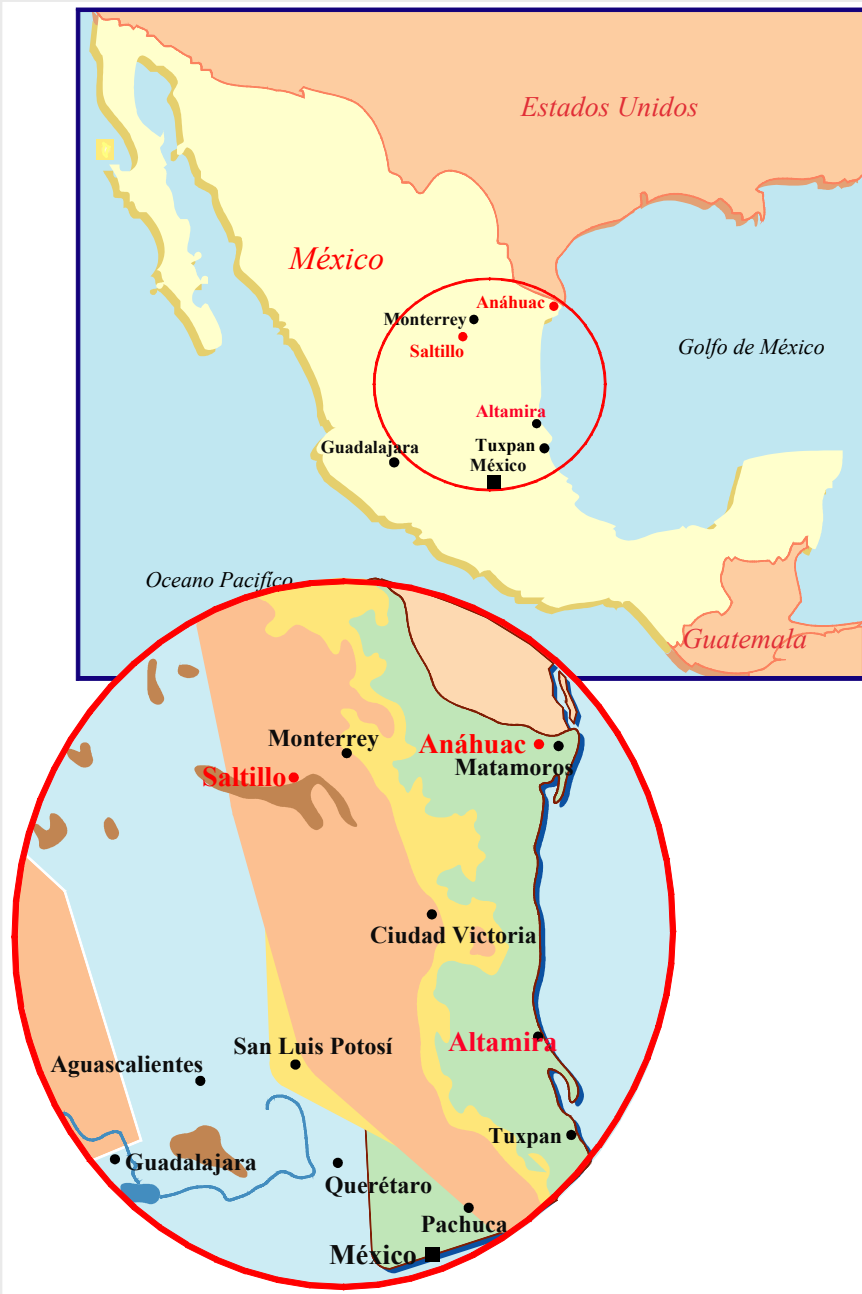 Estados Unidos
México
Anáhuac
Monterrey
Saltillo
Golfo de México
Altamira
Guadalajara
Tuxpan
México
Oceano Pacifíco
Guatemala
Monterrey
Anáhuac
Matamoros
Saltillo
Ciudad Victoria
San Luis Potosí
Altamira
Aguascalientes
Tuxpan
Guadalajara
Querétaro
Pachuca
México